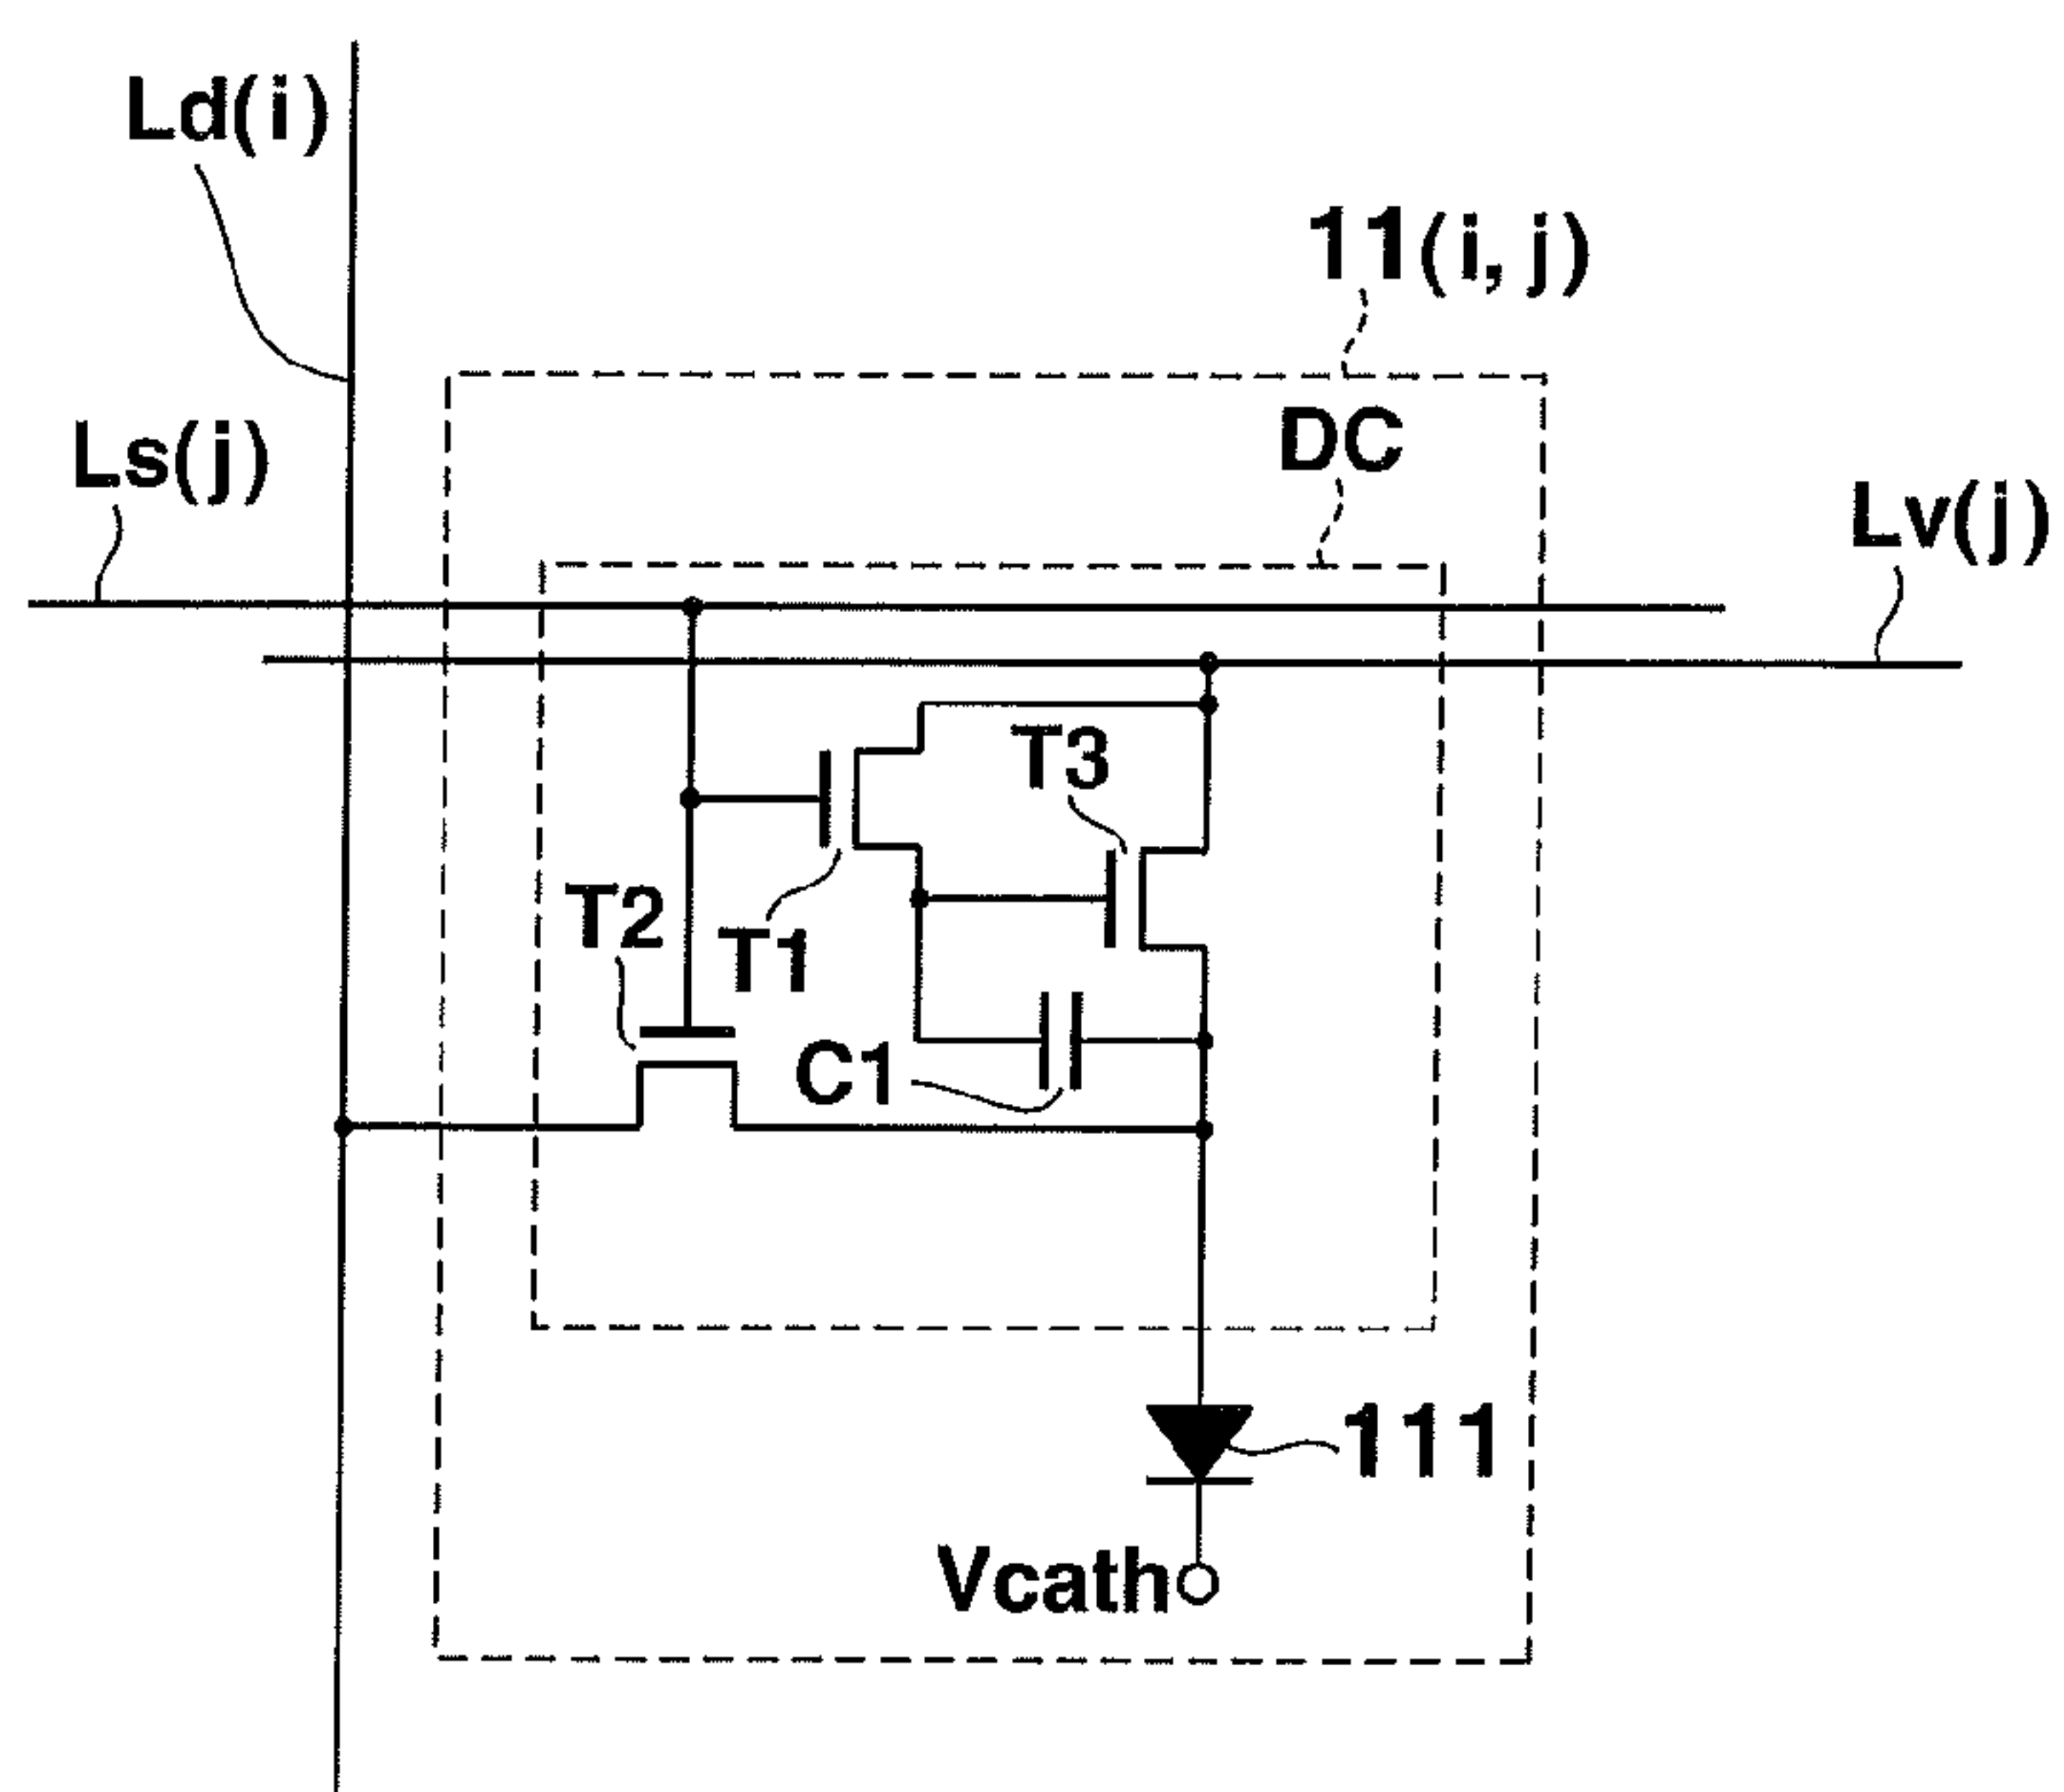 Ld(i)
11(i, j)
DC
Ls(j)
Lv(j)
T3
T2
T1
C1
111
Vcath